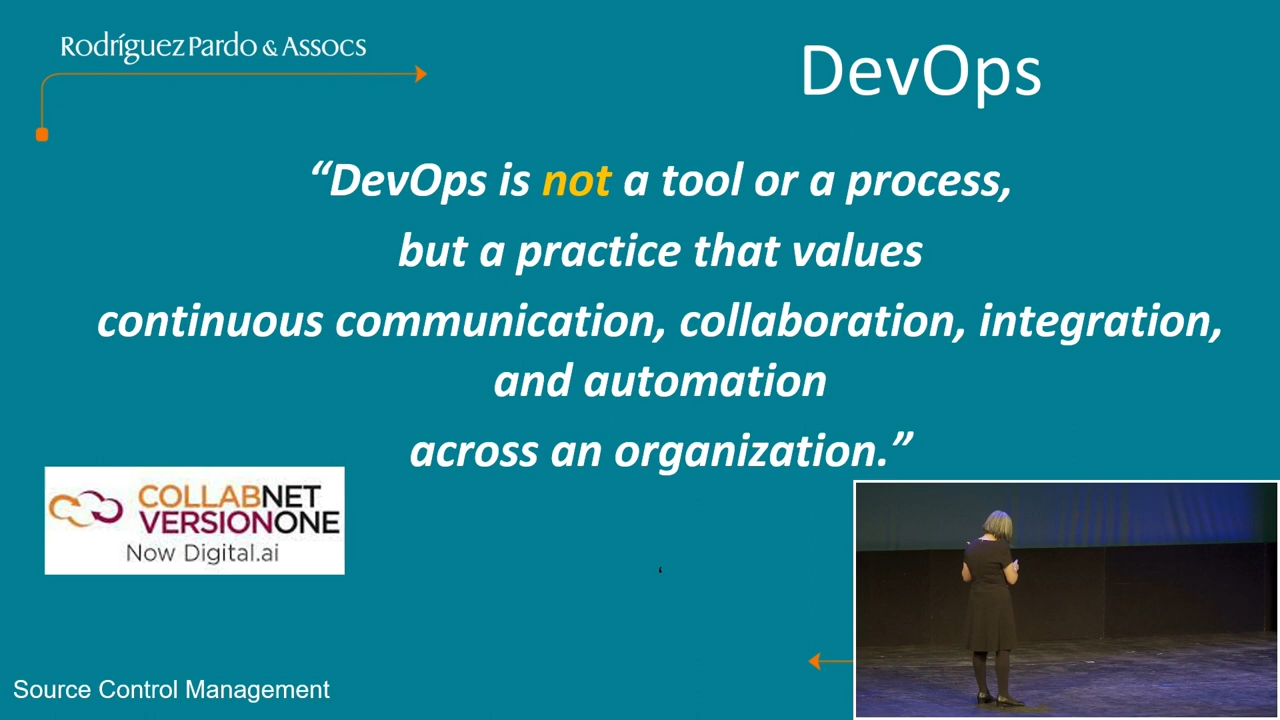 Rodríguez Pardo & Assocs
DevOps
“DevOps is not a tool or a process,
but a practice that values
continuous communication, collaboration, integration,
and automation
across an organization.”
COLLABNET
VERSIONONE
Now Digital.ai
‘
Source Control Management